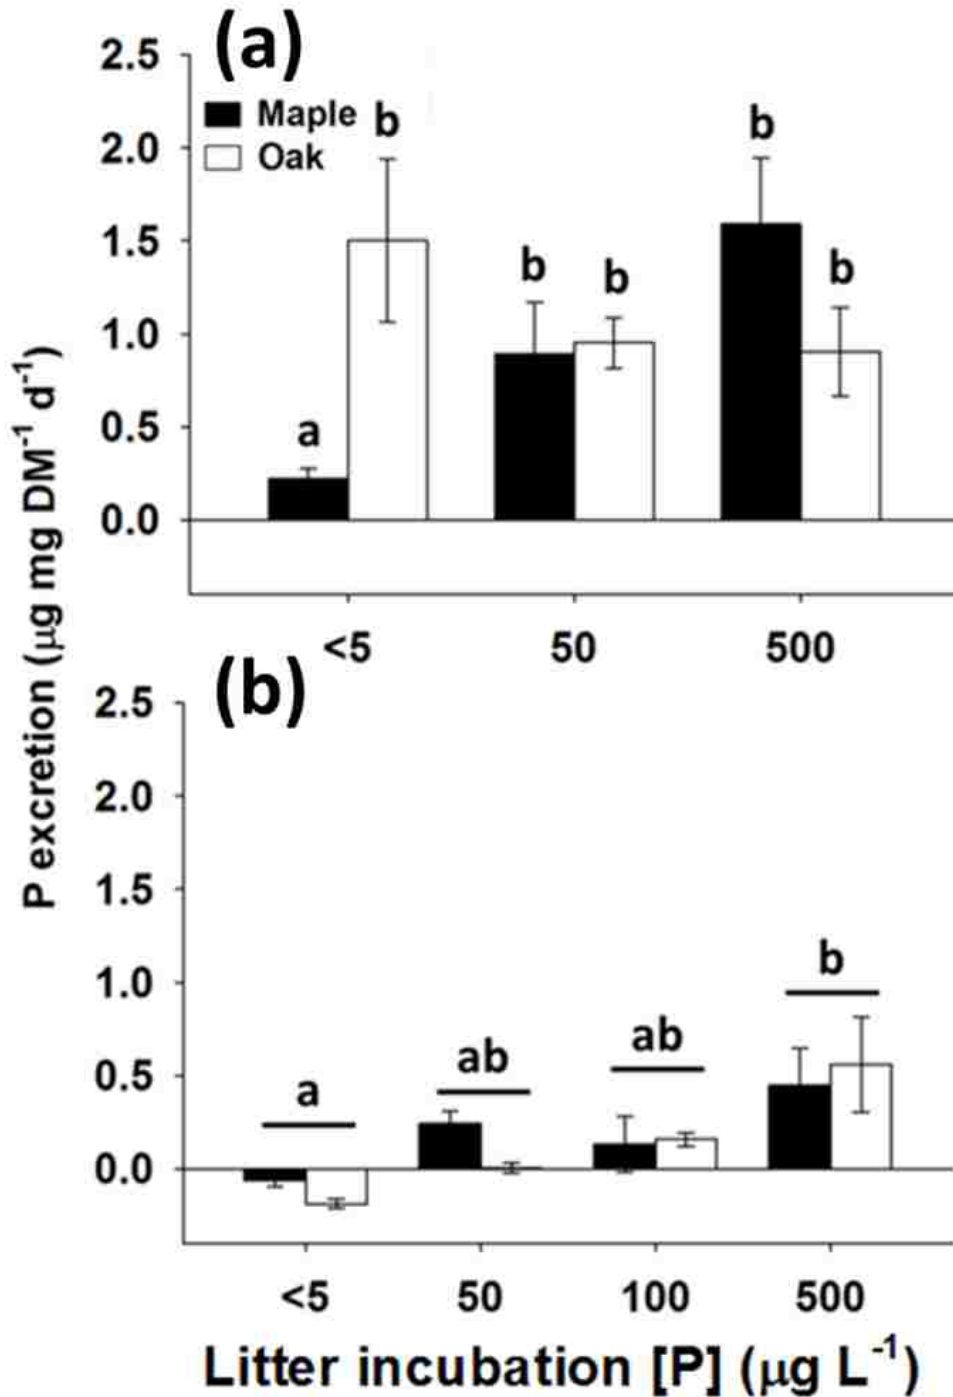 (a)
2.5
2.0
1.5
1.0
0.5
0.0
Maple
Oak
a
b
b
b
b
b
<5 50 500
P excretion (µg mg DM⁻¹ d⁻¹)
(b)
2.5
2.0
1.5
1.0
0.5
0.0
a
ab
ab
b
<5 50 100 500
Litter incubation [P] (µg L⁻¹)